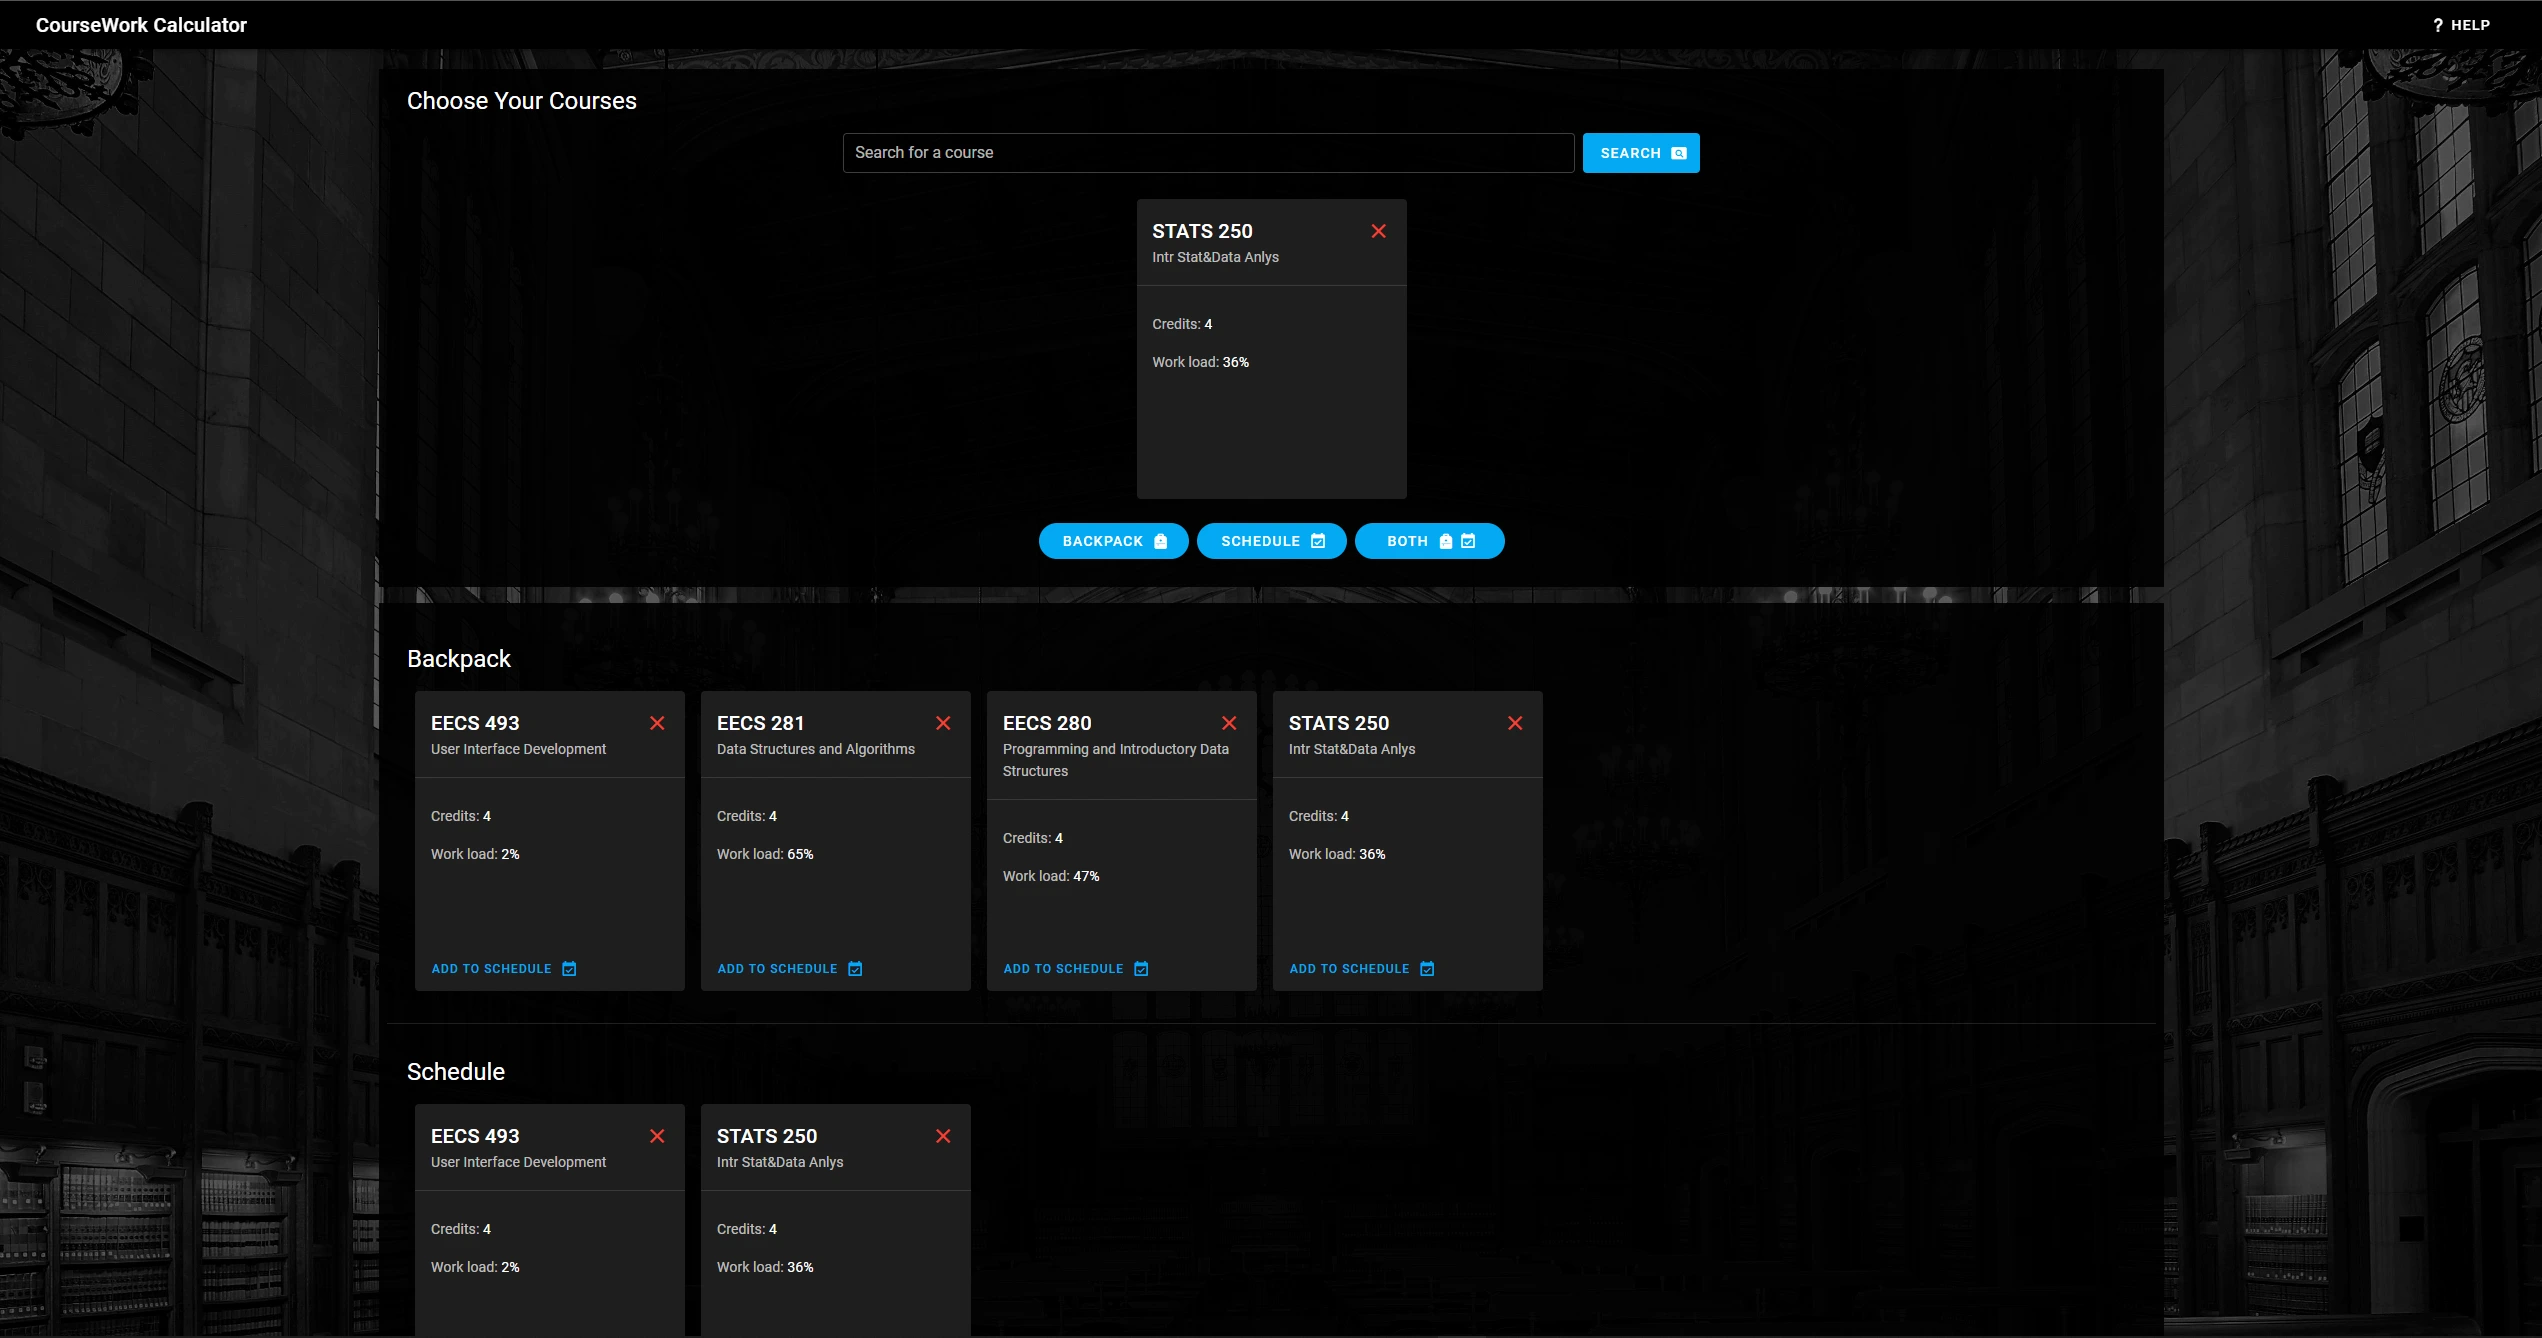 CourseWork Calculator
? HELP
Choose Your Courses
Search for a course
SEARCH
STATS 250
Intr Stat&Data Anlys
Credits: 4
Work load: 36%
BACKPACK
SCHEDULE
BOTH
Backpack
EECS 493
User Interface Development
Credits: 4
Work load: 2%
ADD TO SCHEDULE
EECS 281
Data Structures and Algorithms
Credits: 4
Work load: 65%
ADD TO SCHEDULE
EECS 280
Programming and Introductory Data
Structures
Credits: 4
Work load: 47%
ADD TO SCHEDULE
STATS 250
Intr Stat&Data Anlys
Credits: 4
Work load: 36%
ADD TO SCHEDULE
Schedule
EECS 493
User Interface Development
Credits: 4
Work load: 2%
STATS 250
Intr Stat&Data Anlys
Credits: 4
Work load: 36%